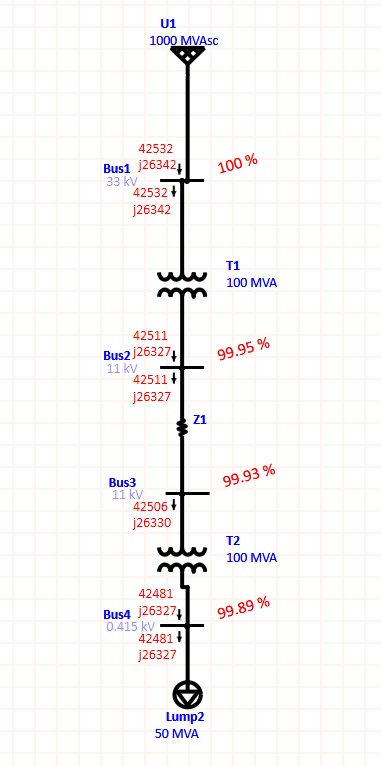 U1
1000 MVAsc
42532
j26342
100 %
Bus1
33 kV
42532
j26342
T1
100 MVA
42511
j26327
99.95 %
Bus2
11 kV
42511
j26327
Z1
99.93 %
Bus3
11 kV
42506
j26330
T2
100 MVA
42481
j26327
99.89 %
Bus4
0.415 kV
42481
j26327
Lump2
50 MVA